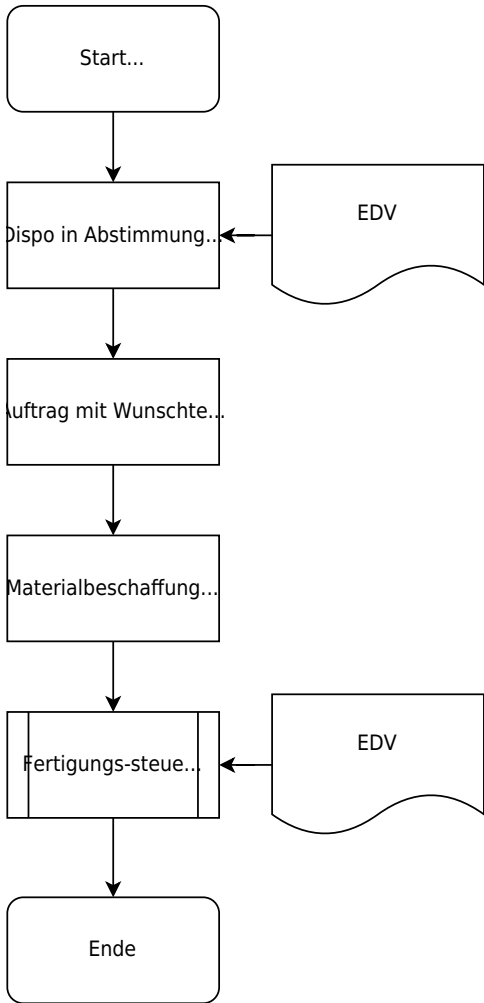 Start...
Dispo in Abstimmung...
EDV
Auftrag mit Wunschte...
Materialbeschaffung...
Fertigungs-steue...
EDV
Ende